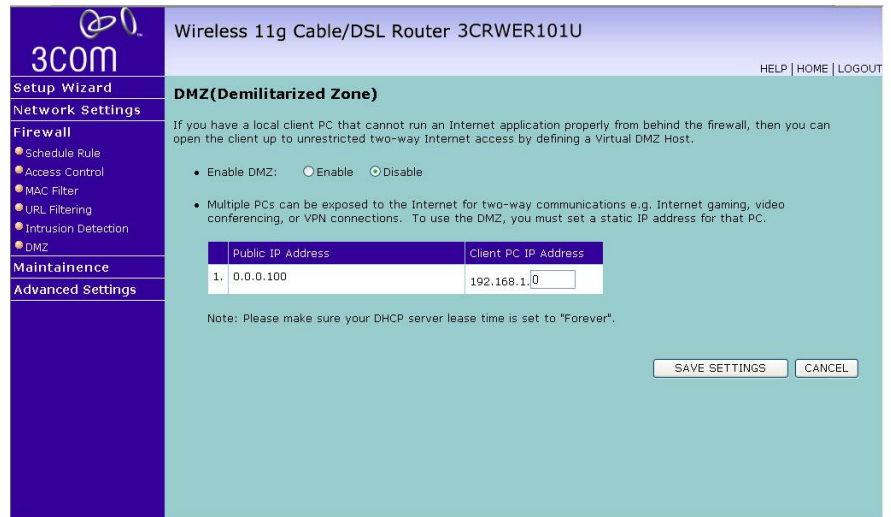 3COM
Wireless 11g Cable/DSL Router 3CRWER101U
HELP | HOME | LOGOUT
Setup Wizard
Network Settings
Firewall
Schedule Rule
Access Control
MAC Filter
URL Filtering
Intrusion Detection
DMZ
Maintainence
Advanced Settings
DMZ(Demilitarized Zone)
If you have a local client PC that cannot run an Internet application properly from behind the firewall, then you can
open the client up to unrestricted two-way Internet access by defining a Virtual DMZ Host.
• Enable DMZ: Enable Disable
• Multiple PCs can be exposed to the Internet for two-way communications e.g. Internet gaming, video
conferencing, or VPN connections. To use the DMZ, you must set a static IP address for that PC.
Public IP Address Client PC IP Address
1. 0.0.0.100 192.168.1.0
Note: Please make sure your DHCP server lease time is set to "Forever".
SAVE SETTINGS CANCEL